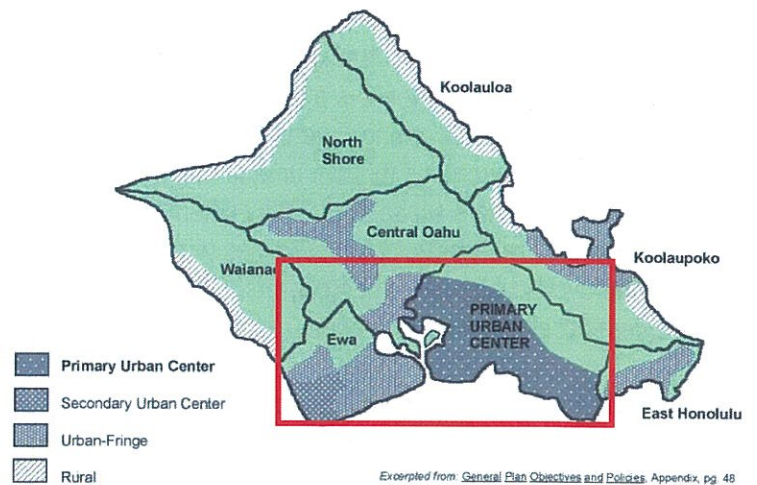 Koolauloa
North
Shore
Central Oahu
Koolaupoko
Waianae
PRIMARY
URBAN
CENTER
Ewa
East Honolulu
Primary Urban Center
Secondary Urban Center
Urban-Fringe
Rural
Excerpted from: General Plan Objectives and Policies, Appendix, pg. 48